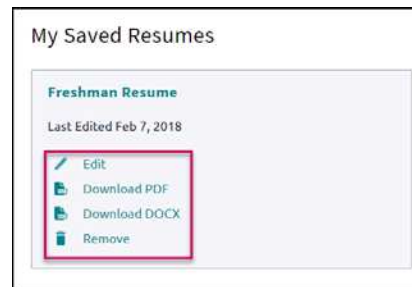 My Saved Resumes
Freshman Resume
Last Edited Feb 7, 2018
Edit
Download PDF
Download DOCX
Remove